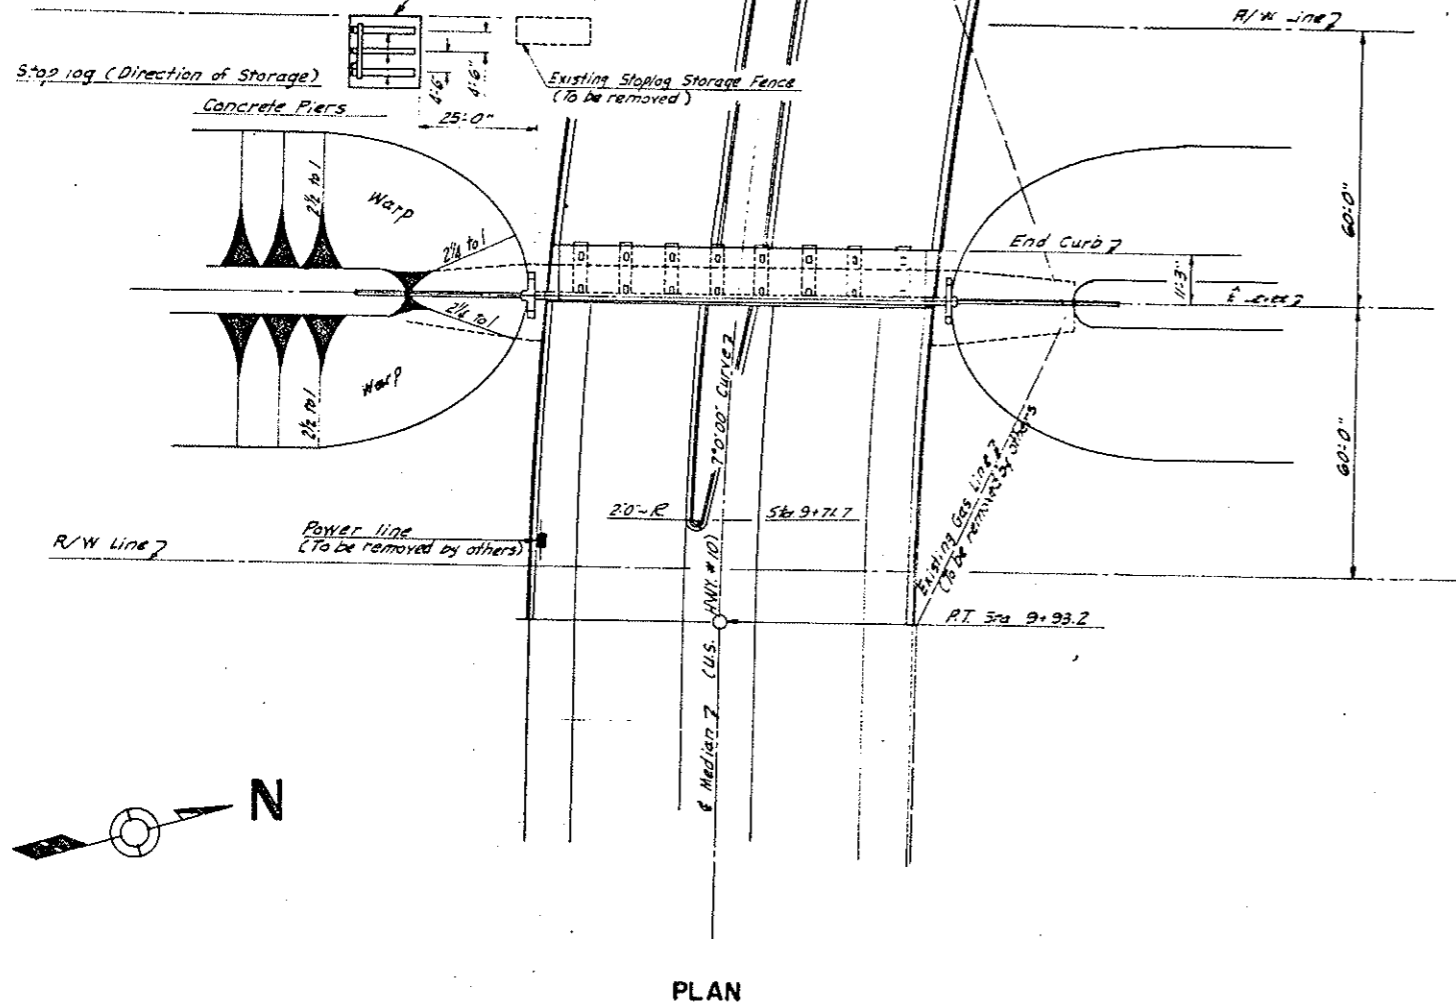 R/W Line
Stop log (Direction of Storage)
4'-6"
4'-6"
Existing Stoplog Storage Fence
(To be removed)
Concrete Piers
25'-0"
2½ to 1
Warp
2¼ to 1
60'-0"
End Curb
11'-3"
2¼ to 1
Warp
2½ to 1
7°0'00" Curve
60'-0"
2'0"-R
Sta 9+71.7
Existing Gas Line
(To be removed by others
Power line
(To be removed by others)
R/W Line
P.T. Sta 9+93.2
℄ Median (U.S. HWY. #10)
N
PLAN